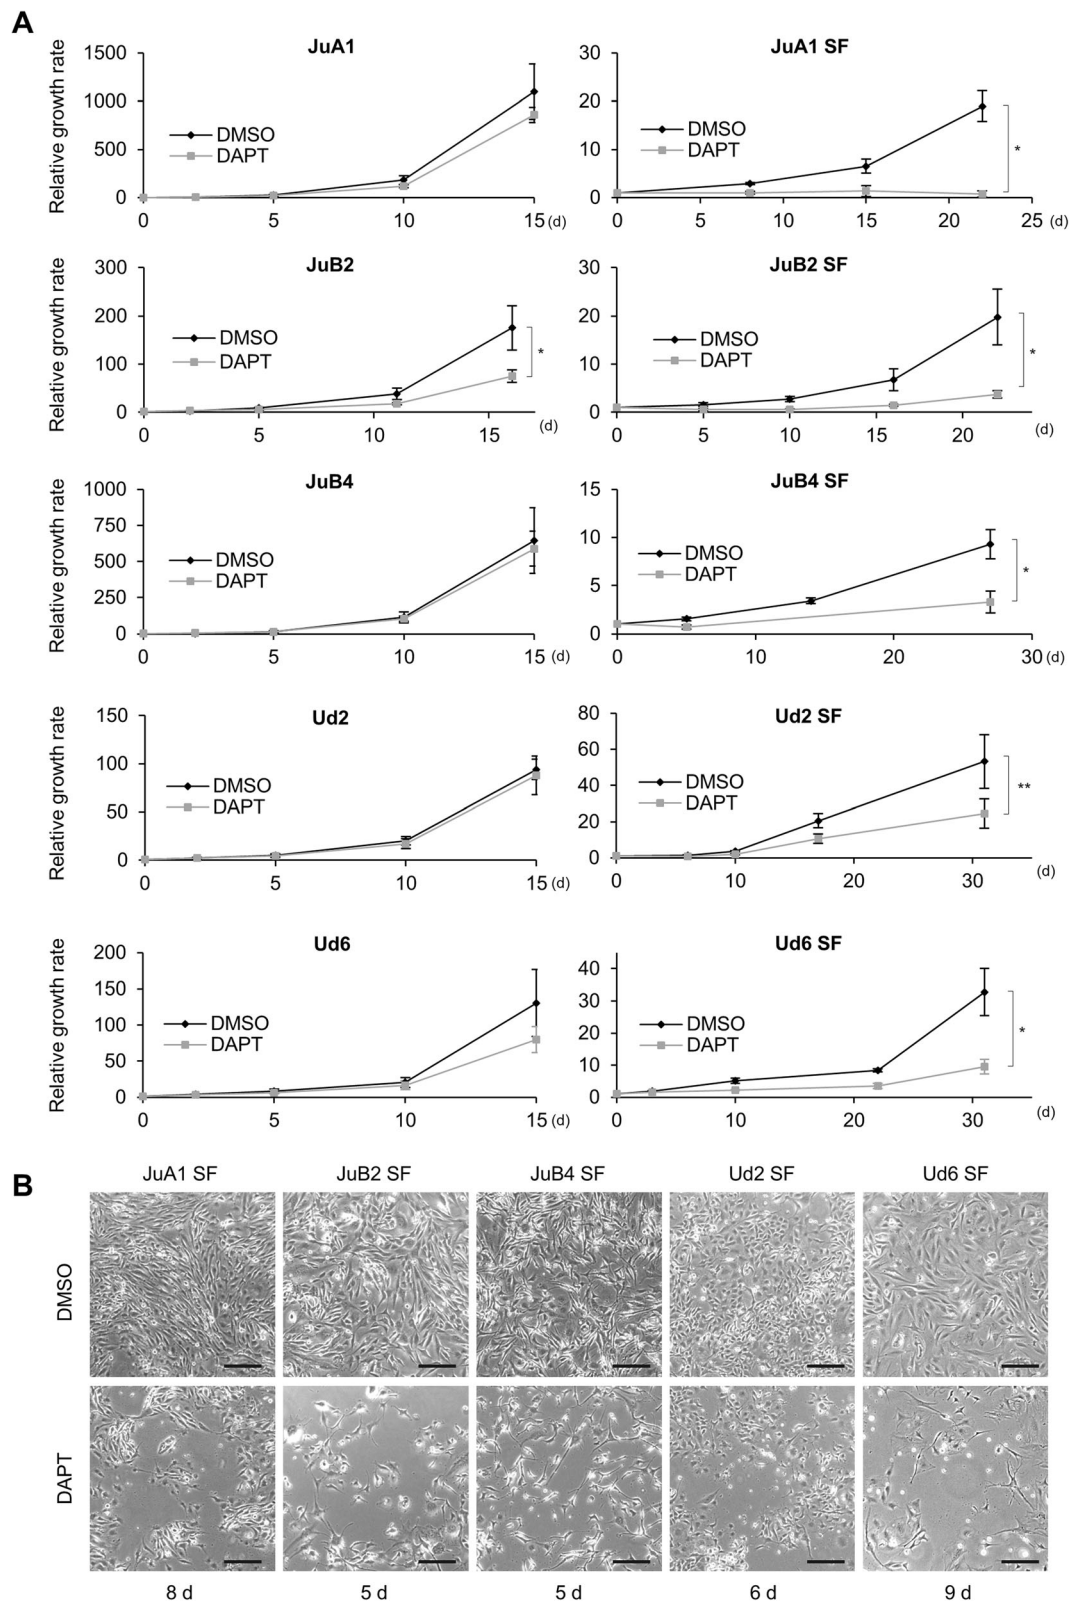 A
JuA1
JuA1 SF
Relative growth rate
1500
1000
500
0
DMSO
DAPT
0 5 10 15 (d)
30
20
10
0
DMSO
DAPT
*
0 5 10 15 20 25 (d)
JuB2
JuB2 SF
Relative growth rate
300
200
100
0
DMSO
DAPT
*
0 5 10 15 (d)
30
20
10
0
DMSO
DAPT
*
0 5 10 15 20 (d)
JuB4
JuB4 SF
Relative growth rate
1000
750
500
250
0
DMSO
DAPT
0 5 10 15 (d)
15
10
5
0
DMSO
DAPT
*
0 10 20 30 (d)
Ud2
Ud2 SF
Relative growth rate
150
100
50
0
DMSO
DAPT
0 5 10 15 (d)
80
60
40
20
0
DMSO
DAPT
**
0 10 20 30 (d)
Ud6
Ud6 SF
Relative growth rate
200
150
100
50
0
DMSO
DAPT
0 5 10 15 (d)
40
30
20
10
0
DMSO
DAPT
*
0 10 20 30 (d)
B
JuA1 SF JuB2 SF JuB4 SF Ud2 SF Ud6 SF
DMSO
DAPT
8 d 5 d 5 d 6 d 9 d